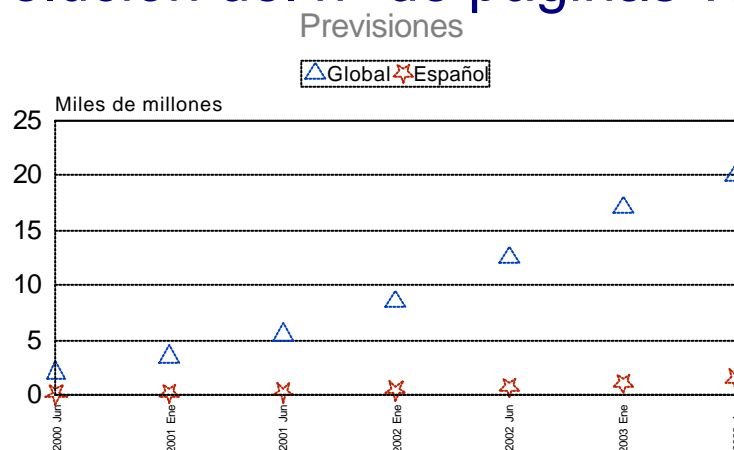 Previsiones
Global Español
Miles de millones
25
20
15
10
5
0
2000 Jun
2001 Ene
2001 Jun
2002 Ene
2002 Jun
2003 Ene